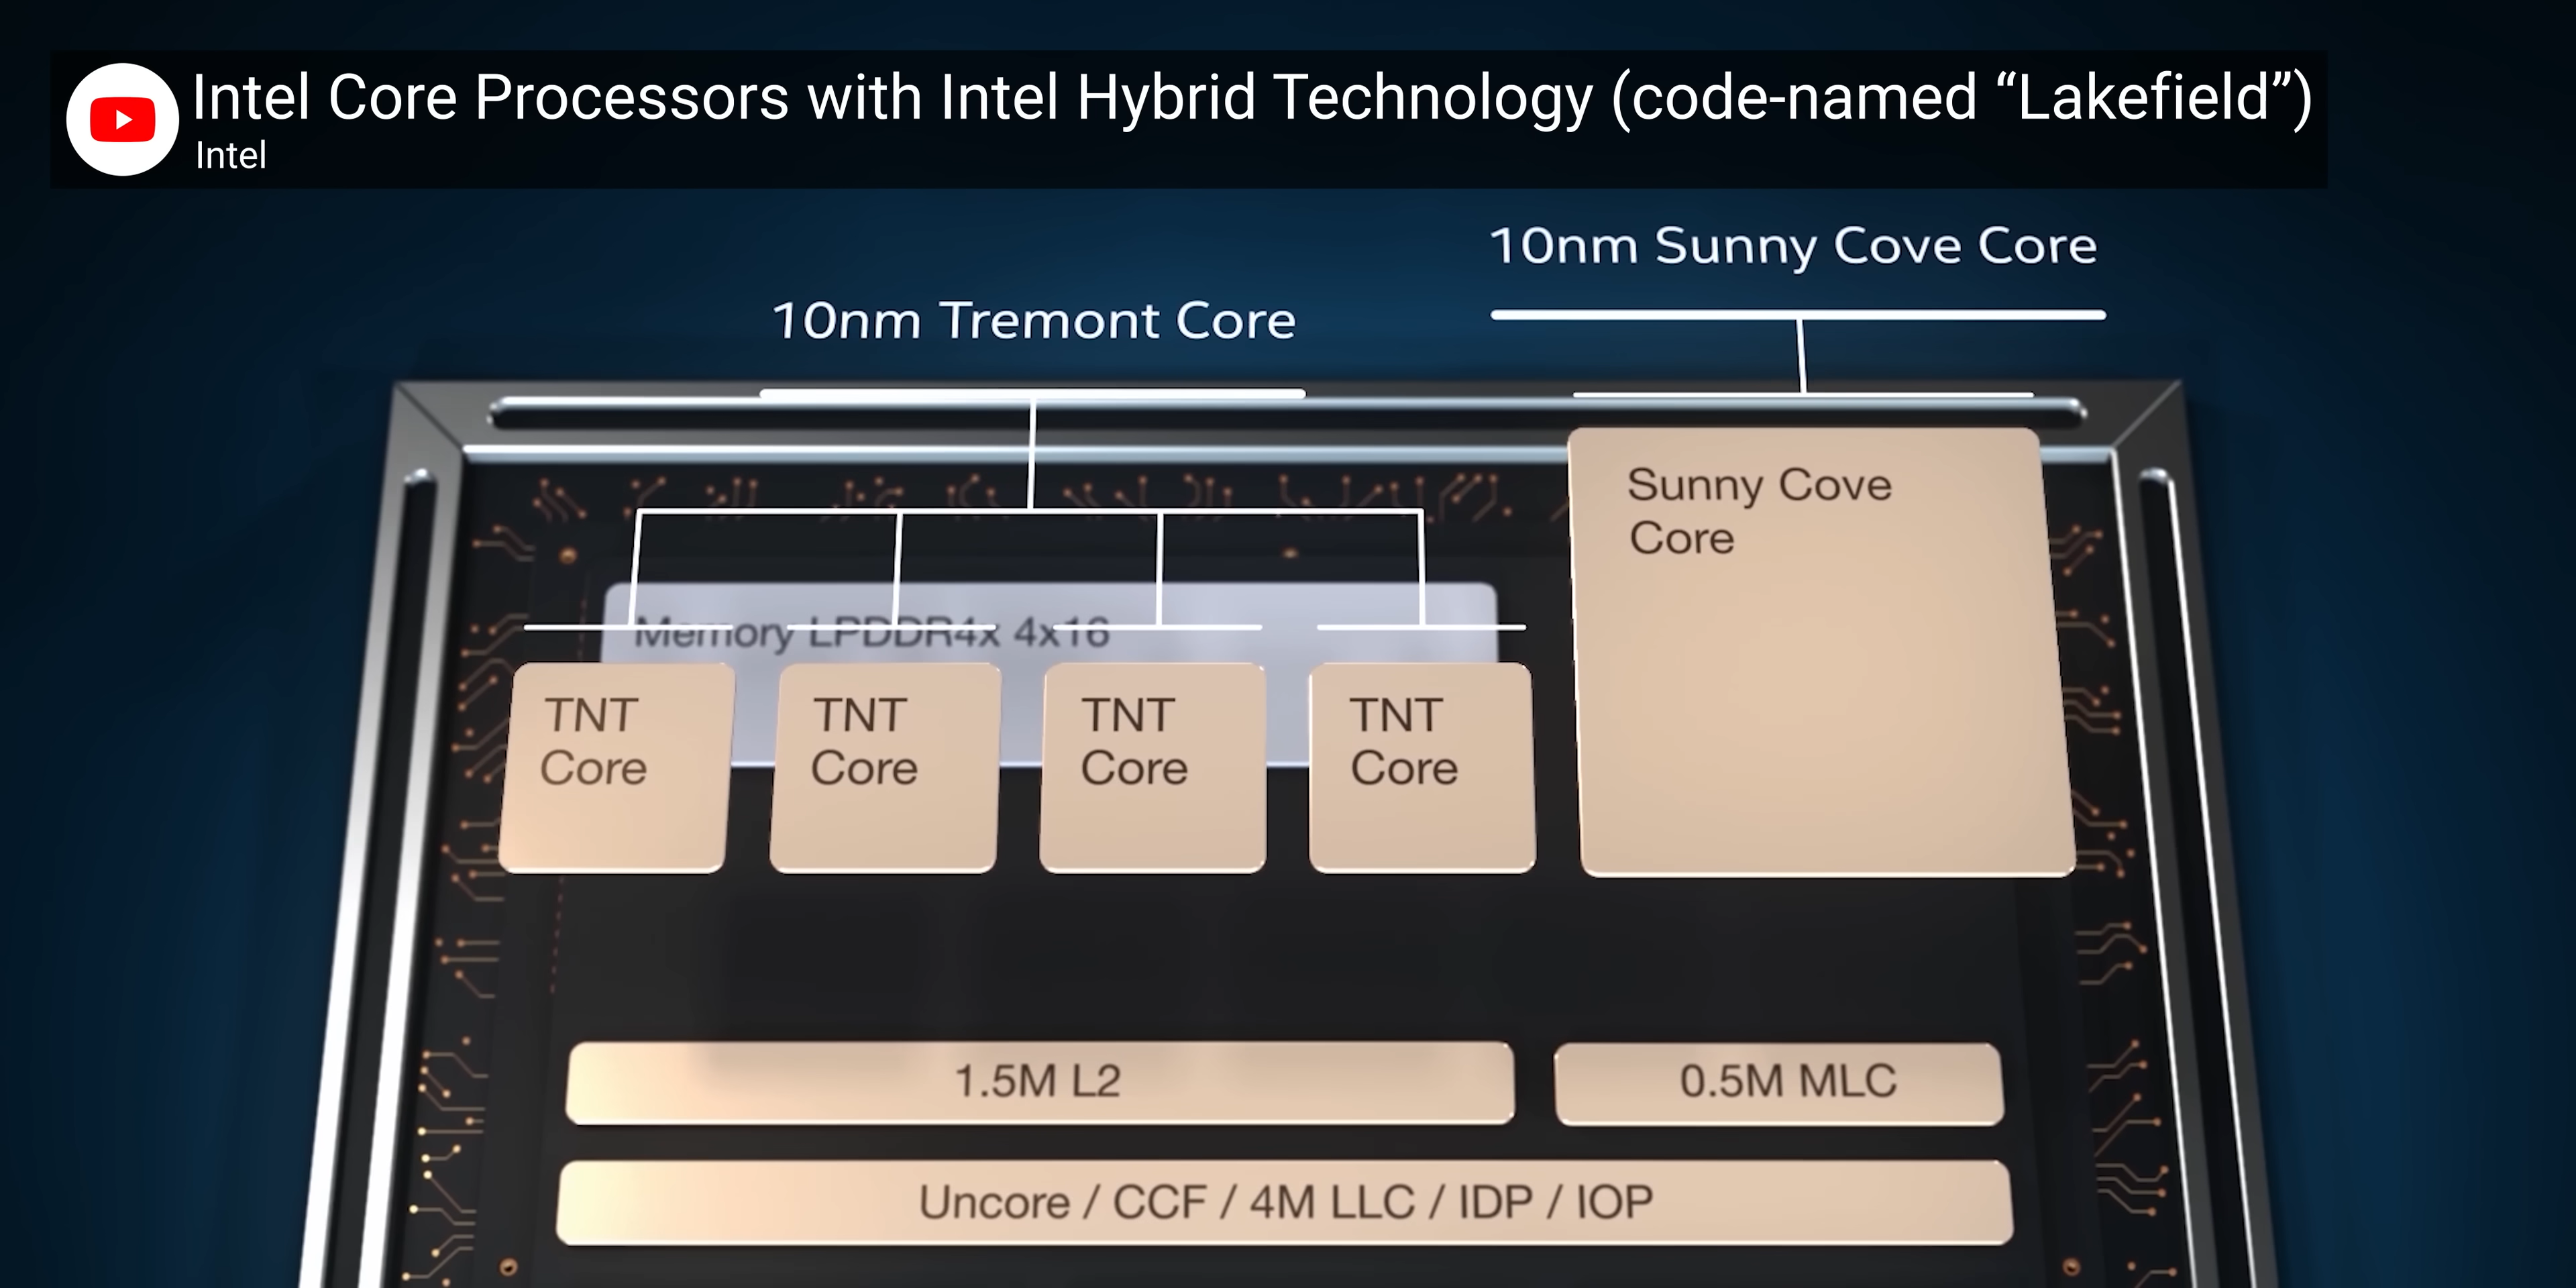 Intel Core Processors with Intel Hybrid Technology (code-named “Lakefield”)
Intel
10nm Sunny Cove Core
10nm Tremont Core
Sunny Cove
Core
Memory LPDDR4x 4x16
TNT
Core
TNT
Core
TNT
Core
TNT
Core
1.5M L2
0.5M MLC
Uncore / CCF / 4M LLC / IDP / IOP